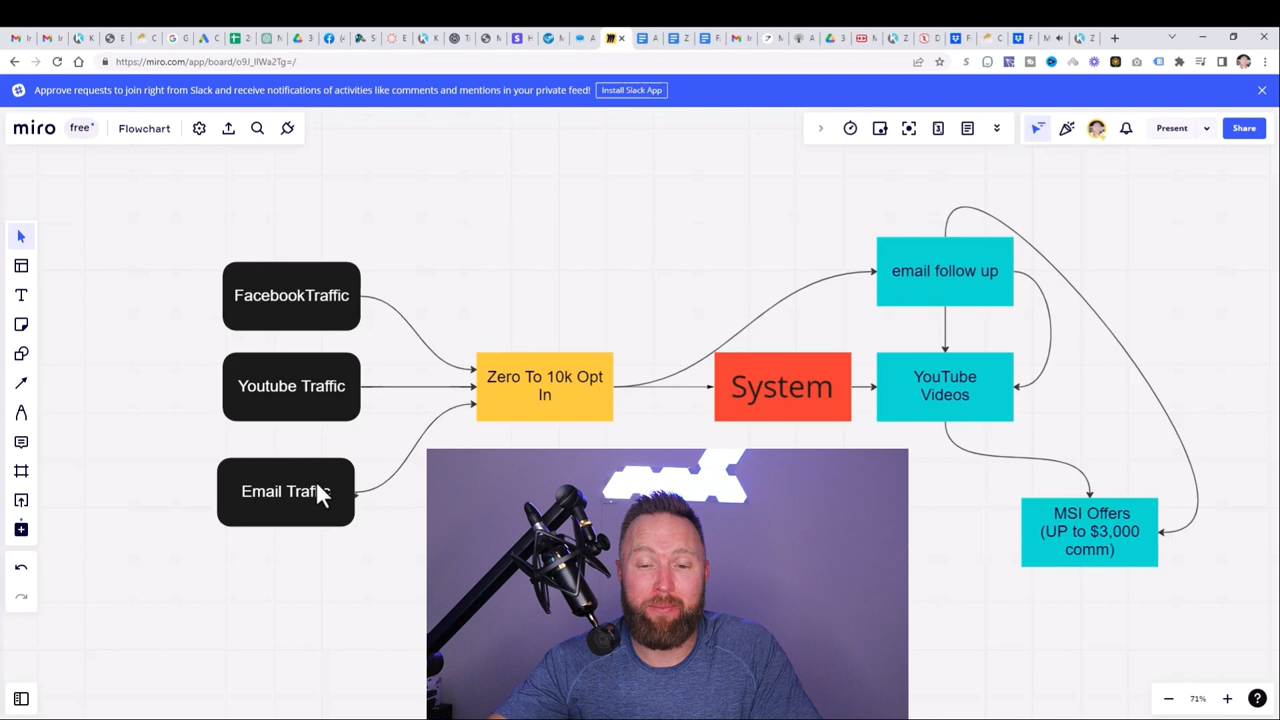 https://miro.com/app/board/o9J_lIWa2Tg=/
Approve requests to join right from Slack and receive notifications of activities like comments and mentions in your private feed!
Install Slack App
miro
free
Flowchart
Present
Share
FacebookTraffic
Youtube Traffic
Email Traffic
Zero To 10k Opt
In
System
email follow up
YouTube
Videos
MSI Offers
(UP to $3,000
comm)
71%